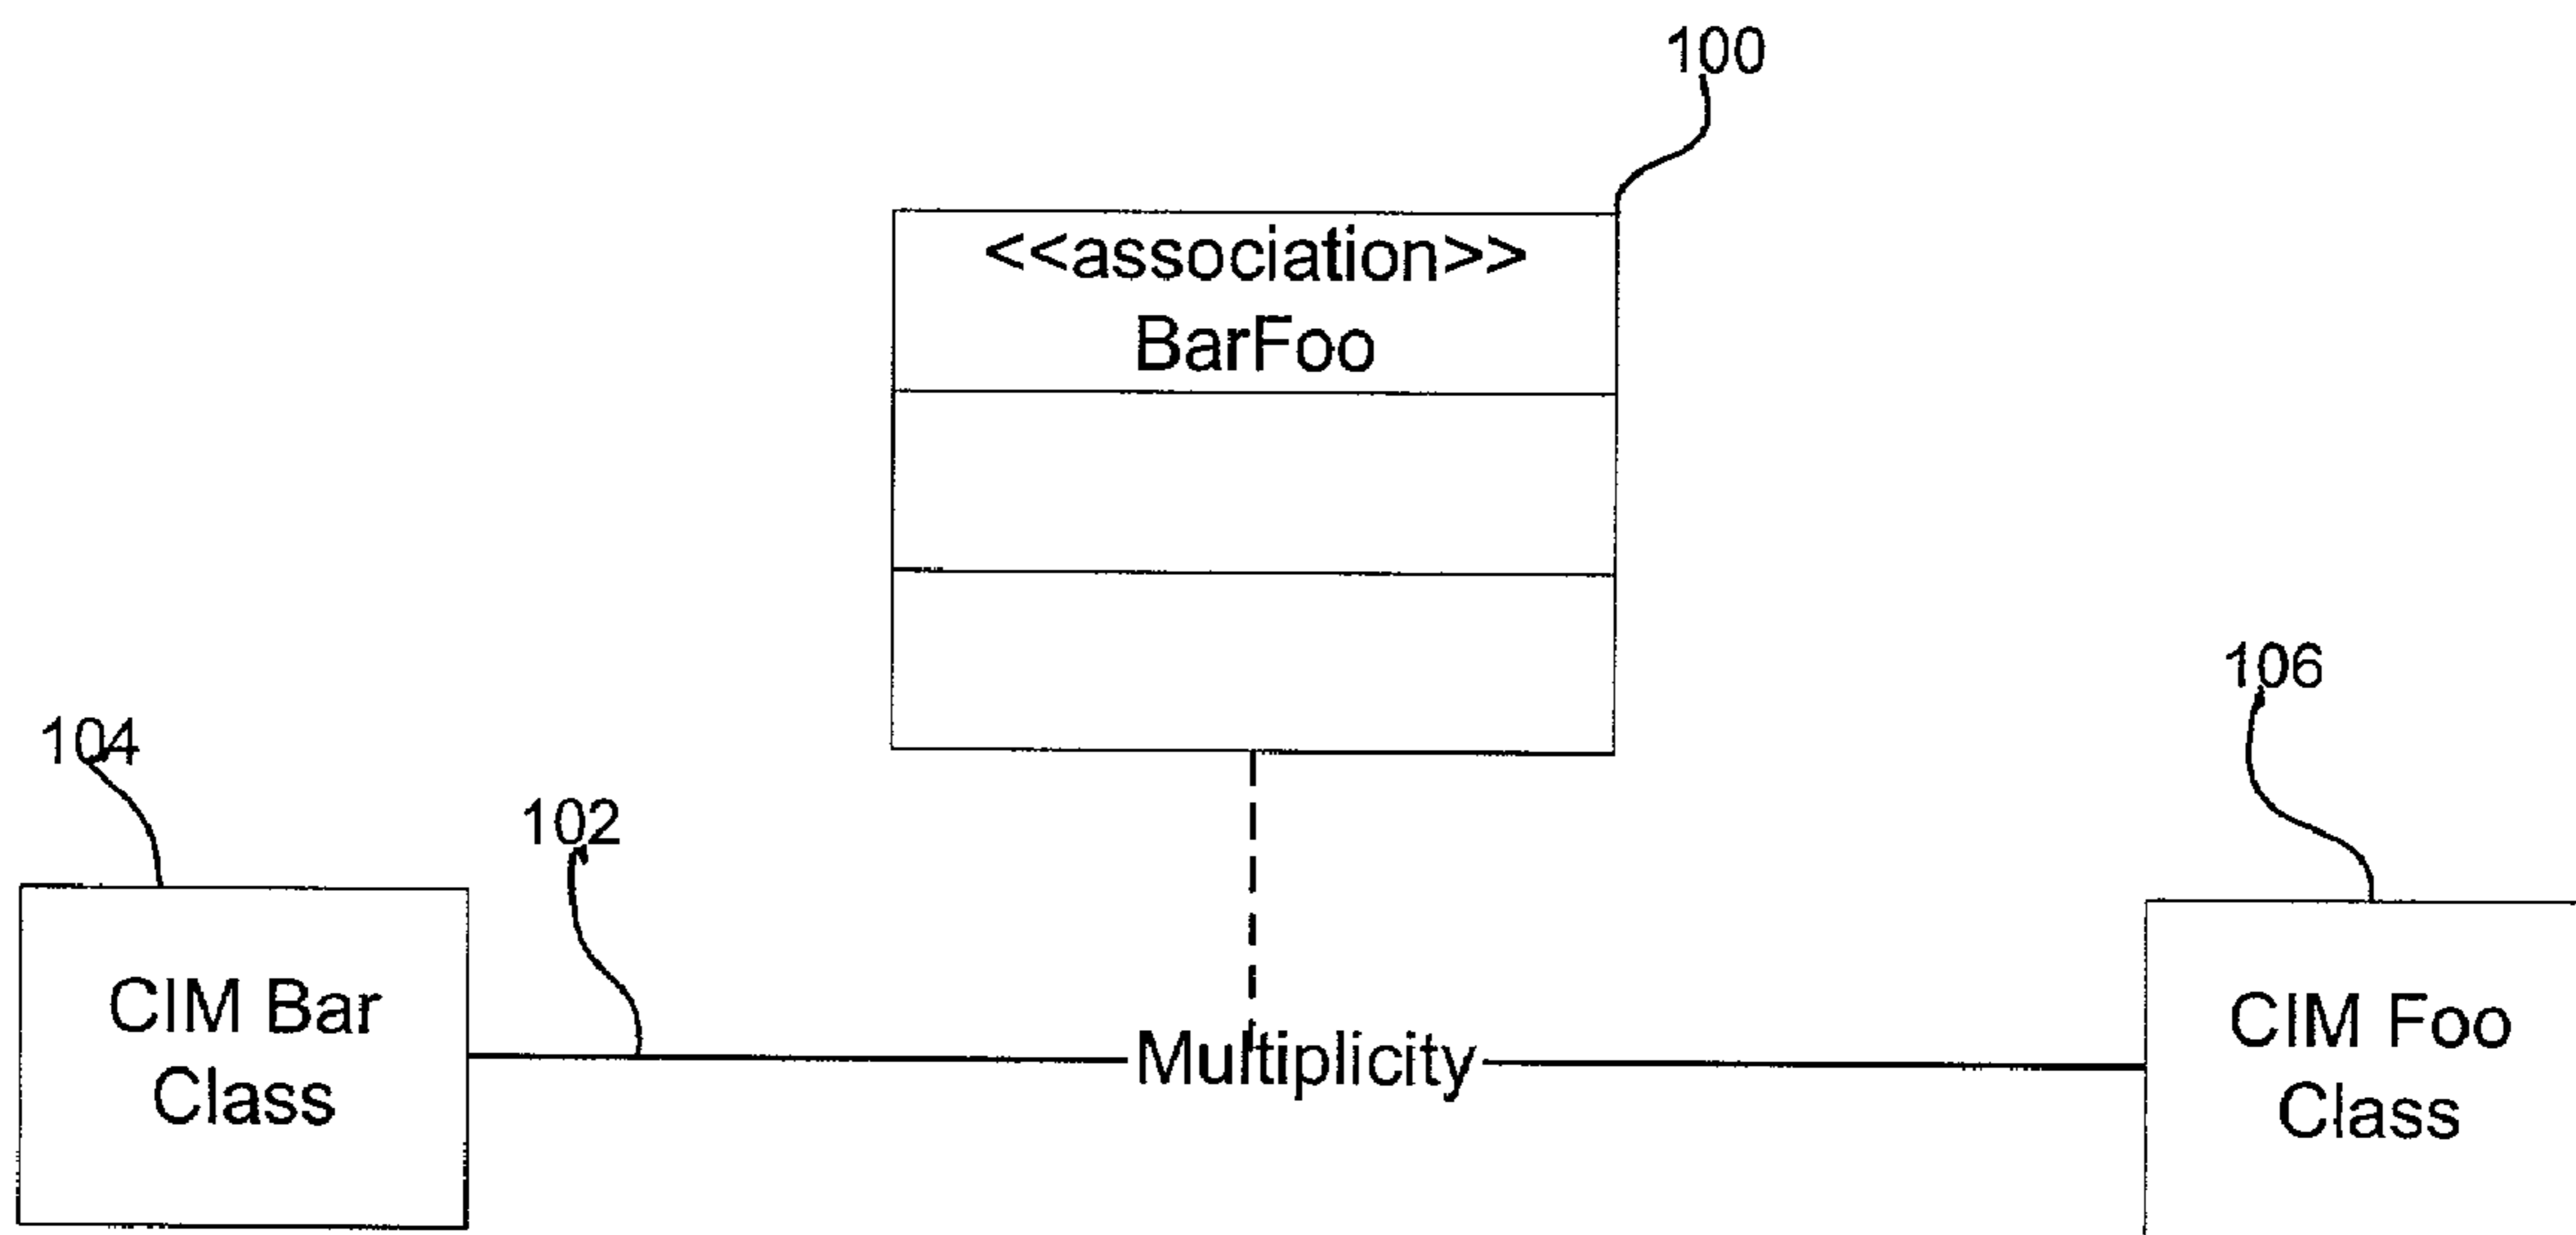 100
<<association>>
BarFoo
106
104
102
CIM Bar
Class
Multiplicity
CIM Foo
Class